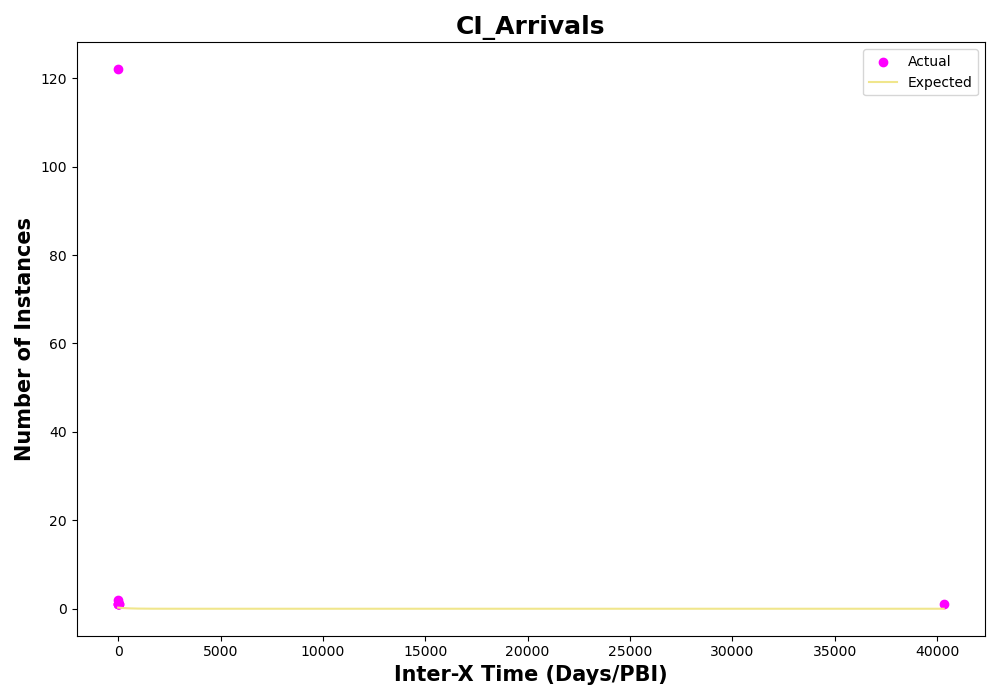 CI_Arrivals
Actual
Expected
Number of Instances
120
100
80
60
40
20
0
0 5000 10000 15000 20000 25000 30000 35000 40000
Inter-X Time (Days/PBI)